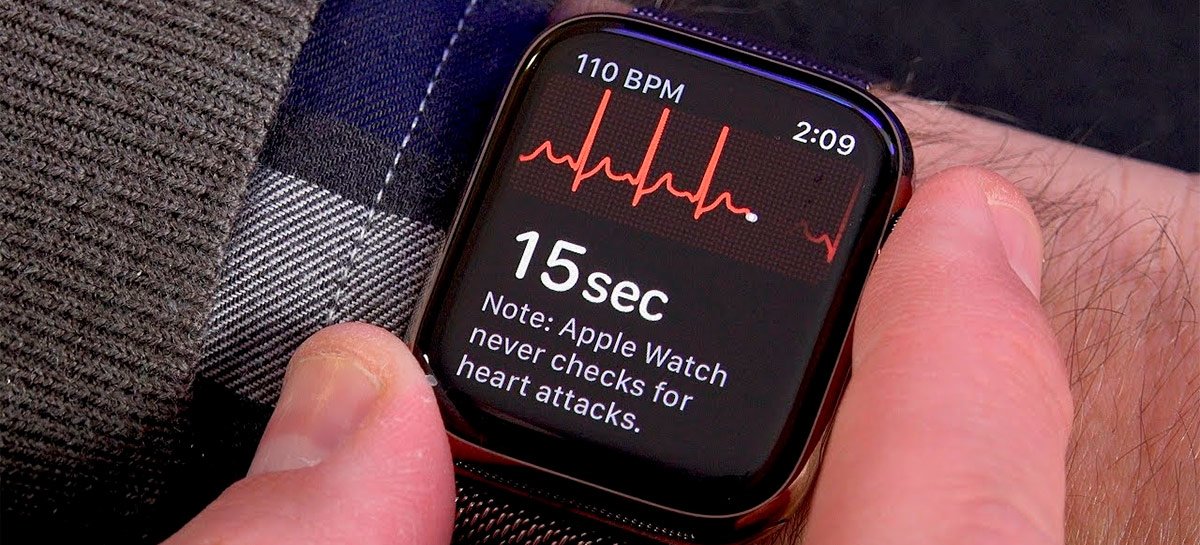 110 BPM
2:09
15sec
Note: Apple Watch
never checks for
heart attacks.